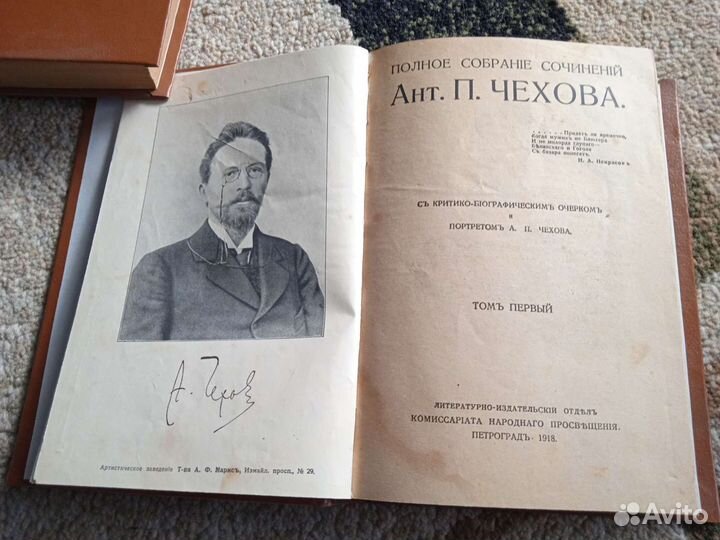 А. Чехов
Артистическое заведеніе Т-ва А. Ф. Марксъ, Измайл. просп., № 29.
ПОЛНОЕ СОБРАНІЕ СОЧИНЕНІЙ
АНТ. П. ЧЕХОВА.
. . . . . . Придетъ ли времечко,
Когда мужикъ не Блюхера
И не милорда глупаго—
Бѣлинскаго и Гоголя
Съ базара понесетъ.
Н. А. Некрасовъ
СЪ КРИТИКО-БІОГРАФИЧЕСКИМЪ ОЧЕРКОМЪ
И
ПОРТРЕТОМЪ А. П. ЧЕХОВА.
ТОМЪ ПЕРВЫЙ
ЛИТЕРАТУРНО-ИЗДАТЕЛЬСКІЙ ОТДѢЛЪ
КОМИССАРІАТА НАРОДНАГО ПРОСВѢЩЕНІЯ.
ПЕТРОГРАДЪ. 1918.
Avito